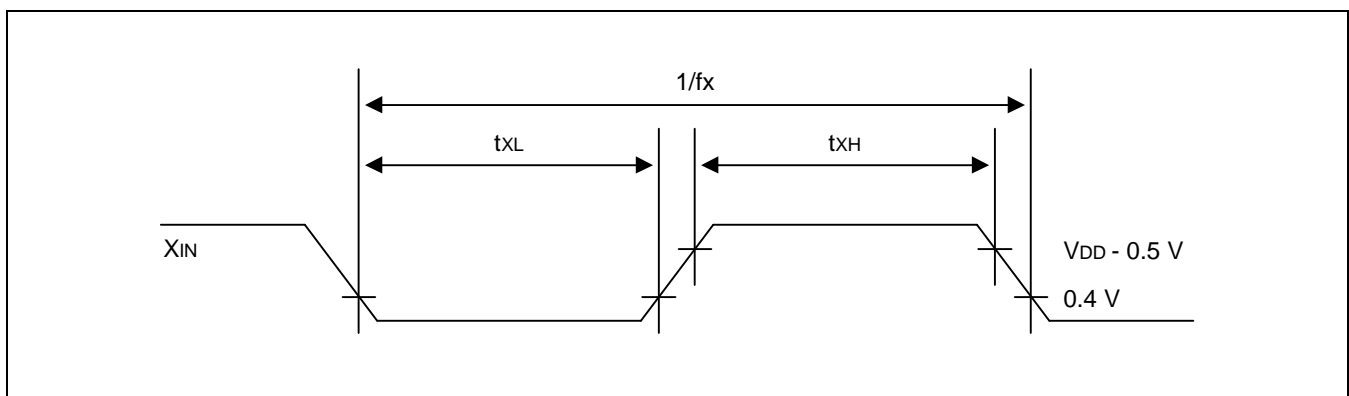 1/fx
tXL
tXH
XIN
VDD - 0.5 V
0.4 V